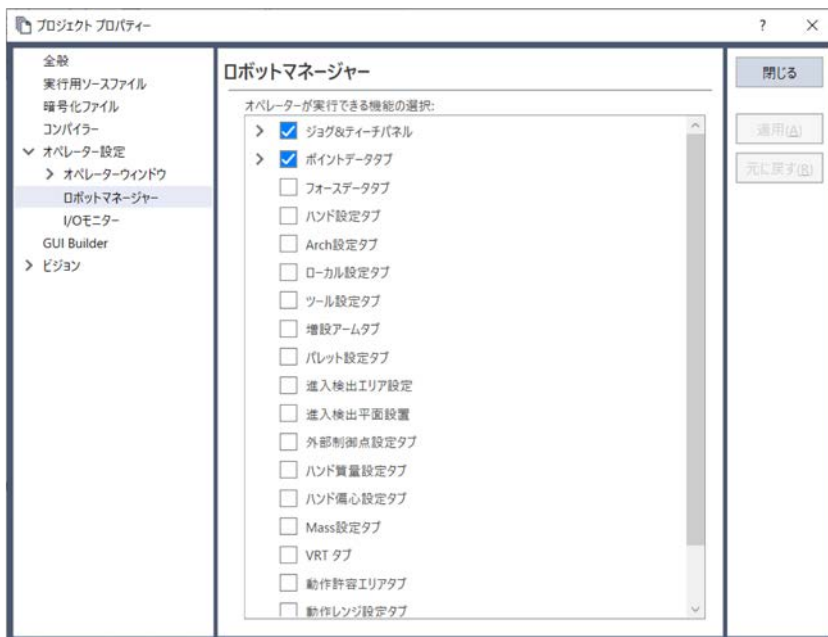 プロジェクト プロパティー
? ×
全般
実行用ソースファイル
暗号化ファイル
コンパイラー
オペレーター設定
オペレーターウィンドウ
ロボットマネージャー
I/Oモニター
GUI Builder
ビジョン
ロボットマネージャー
オペレーターが実行できる機能の選択:
ジョグ&ティーチパネル
ポイントデータタブ
フォースデータタブ
ハンド設定タブ
Arch設定タブ
ローカル設定タブ
ツール設定タブ
増設アームタブ
パレット設定タブ
進入検出エリア設定
進入検出平面設置
外部制御点設定タブ
ハンド質量設定タブ
ハンド偏心設定タブ
Mass設定タブ
VRT タブ
動作許容エリアタブ
動作レンジ設定タブ
閉じる
適用(A)
元に戻す(R)